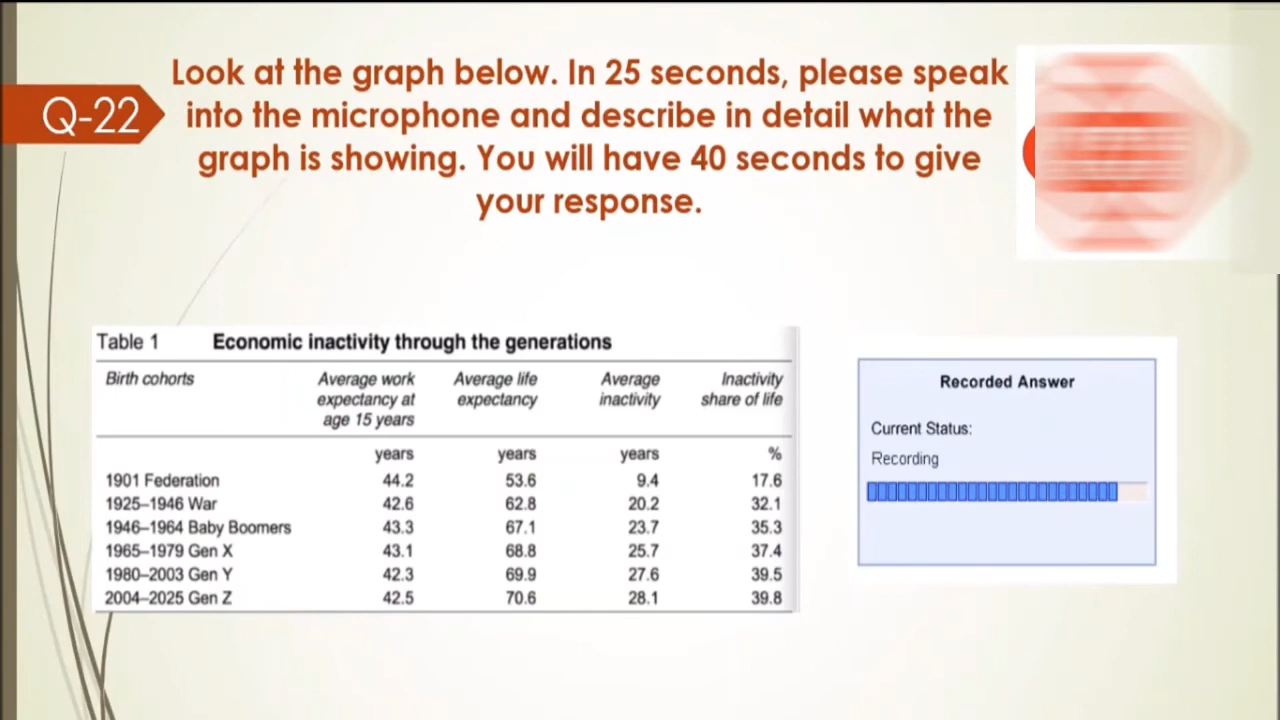 Look at the graph below. In 25 seconds, please speak
Q-22
into the microphone and describe in detail what the
graph is showing. You will have 40 seconds to give
your response.
Table 1 Economic inactivity through the generations
Birth cohorts Average work expectancy at age 15 years Average life expectancy Average inactivity Inactivity share of life
years years years %
1901 Federation 44.2 53.6 9.4 17.6
1925–1946 War 42.6 62.8 20.2 32.1
1946–1964 Baby Boomers 43.3 67.1 23.7 35.3
1965–1979 Gen X 43.1 68.8 25.7 37.4
1980–2003 Gen Y 42.3 69.9 27.6 39.5
2004–2025 Gen Z 42.5 70.6 28.1 39.8
Recorded Answer
Current Status:
Recording